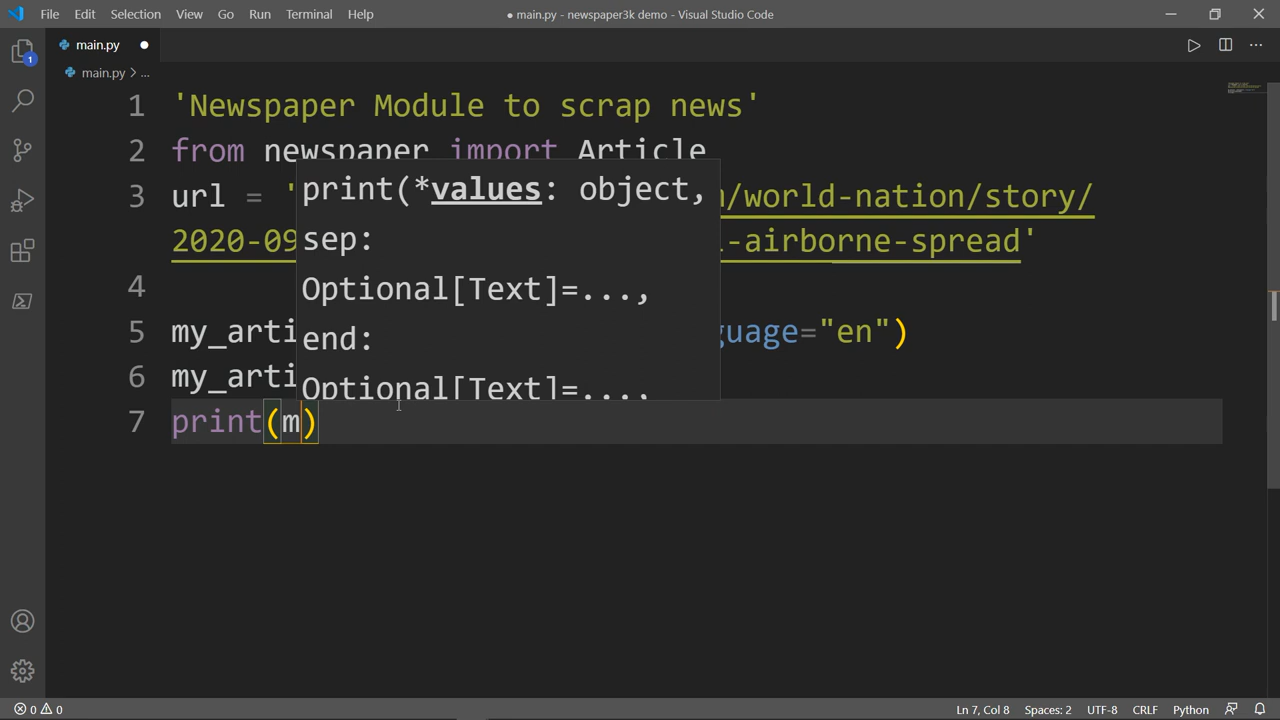 File Edit Selection View Go Run Terminal Help
● main.py - newspaper3k demo - Visual Studio Code
1
main.py
main.py > ...
1 'Newspaper Module to scrap news'
2 from newspaper import Article
3 url = '
/world-nation/story/
2020-09
-airborne-spread'
4
5 my_arti
guage="en")
6 my_arti
7 print(m)
print(*values: object,
sep:
Optional[Text]=...,
end:
Optional[Text]=...,
0 0
Ln 7, Col 8 Spaces: 2 UTF-8 CRLF Python